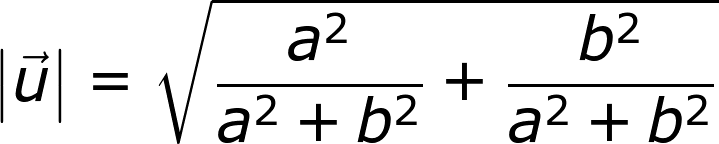 |u⃗| = √(a²/(a² + b²) + b²/(a² + b²))